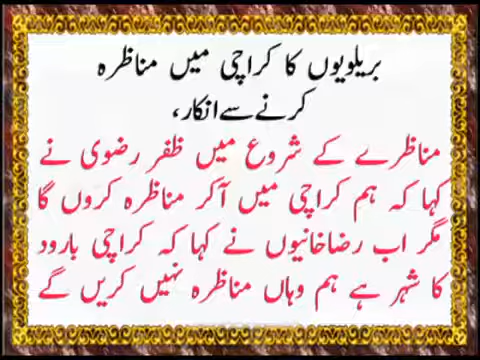 بریلویوں کا کراچی میں مناظرہ
کرنے سے انکار،
مناظرے کے شروع میں ظفر رضوی نے
کہا کہ ہم کراچی میں آکر مناظرہ کروں گا
مگر اب رضاخانیوں نے کہا کہ کراچی بارود
کا شہر ہے ہم وہاں مناظرہ نہیں کریں گے